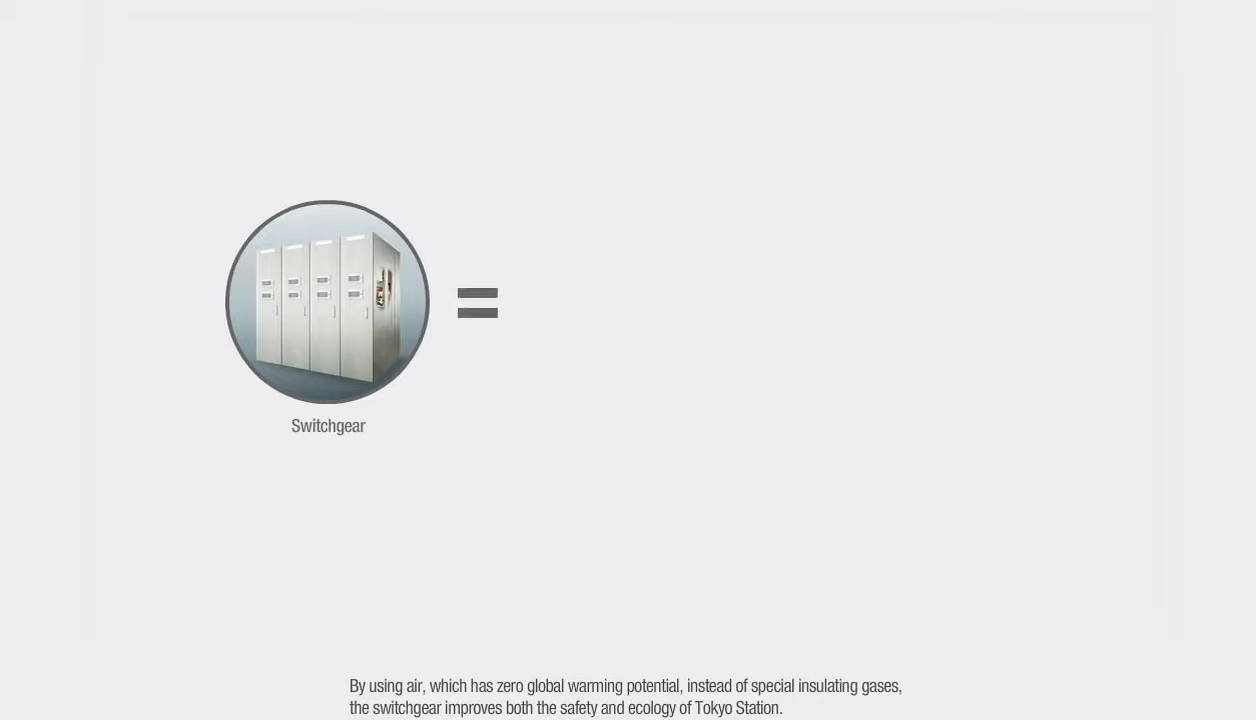 =
Switchgear
By using air, which has zero global warming potential, instead of special insulating gases,
the switchgear improves both the safety and ecology of Tokyo Station.